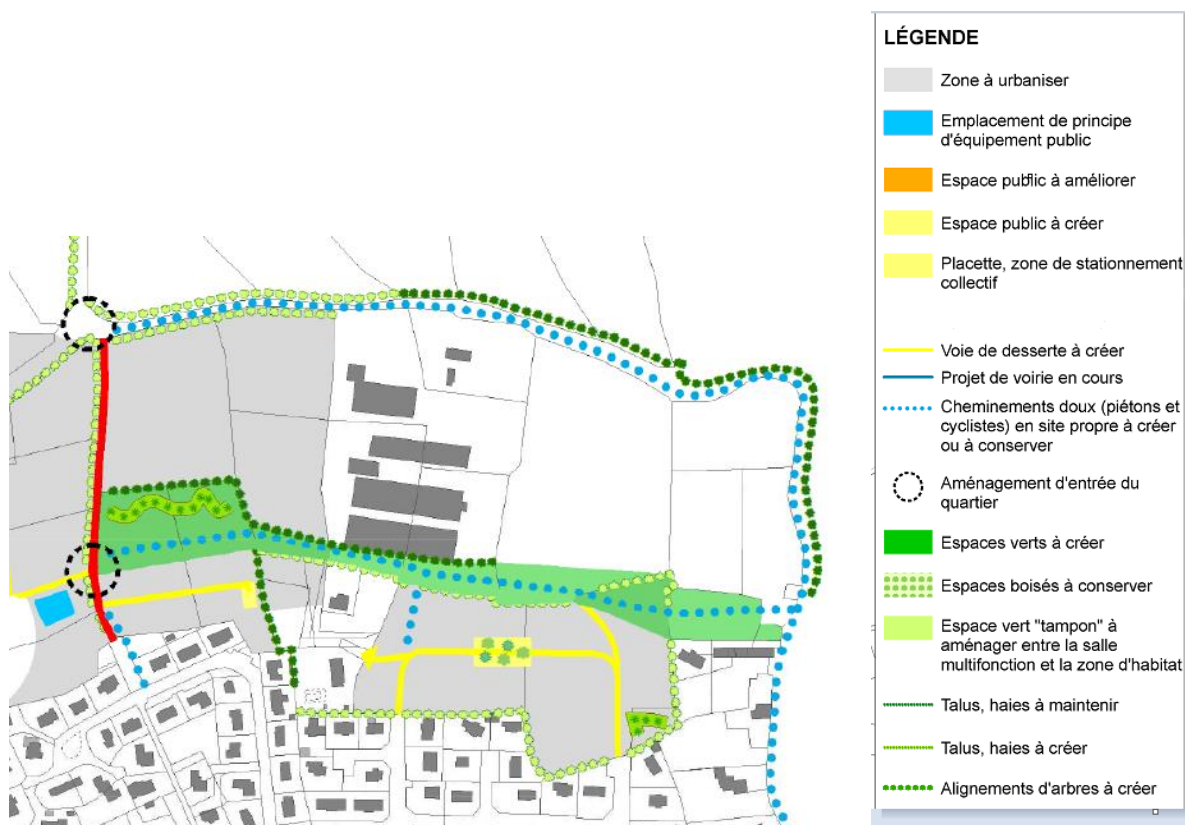 LÉGENDE
Zone à urbaniser
Emplacement de principe
d'équipement public
Espace public à améliorer
Espace public à créer
Placette, zone de stationnement
collectif
Voie de desserte à créer
Projet de voirie en cours
Cheminements doux (piétons et
cyclistes) en site propre à créer
ou à conserver
Aménagement d'entrée du
quartier
Espaces verts à créer
Espaces boisés à conserver
Espace vert "tampon" à
aménager entre la salle
multifonction et la zone d'habitat
Talus, haies à maintenir
Talus, haies à créer
Alignements d'arbres à créer